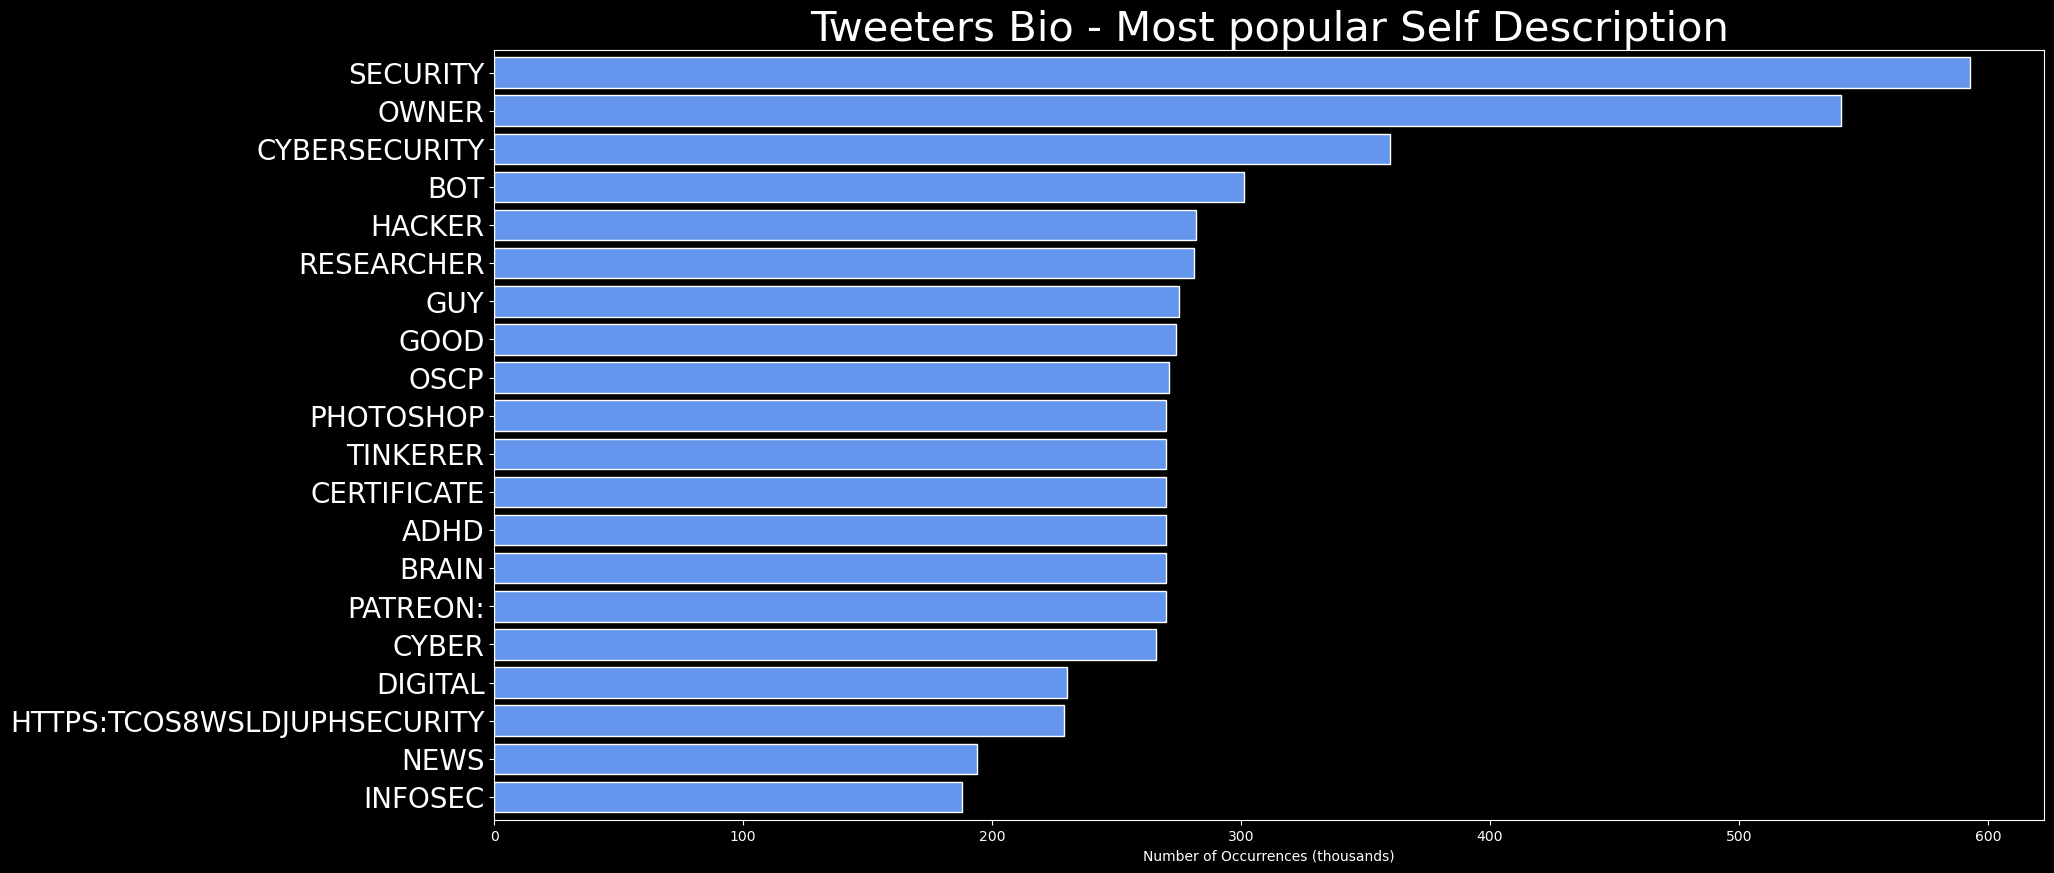 Tweeters Bio - Most popular Self Description
SECURITY
OWNER
CYBERSECURITY
BOT
HACKER
RESEARCHER
GUY
GOOD
OSCP
PHOTOSHOP
TINKERER
CERTIFICATE
ADHD
BRAIN
PATREON:
CYBER
DIGITAL
HTTPS:TCOS8WSLDJUPHSECURITY
NEWS
INFOSEC
0 100 200 300 400 500 600
Number of Occurrences (thousands)